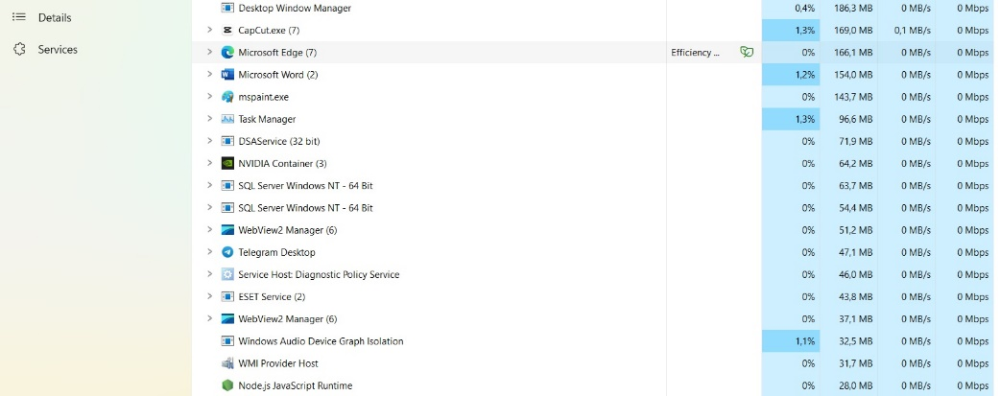 Details
Services
Desktop Window Manager 0,4% 186,3 MB 0 MB/s 0 Mbps
CapCut.exe (7) 1,3% 169,0 MB 0,1 MB/s 0 Mbps
Microsoft Edge (7) Efficiency ... 0% 166,1 MB 0 MB/s 0 Mbps
Microsoft Word (2) 1,2% 154,0 MB 0 MB/s 0 Mbps
mspaint.exe 0% 143,7 MB 0 MB/s 0 Mbps
Task Manager 1,3% 96,6 MB 0 MB/s 0 Mbps
DSAService (32 bit) 0% 71,9 MB 0 MB/s 0 Mbps
NVIDIA Container (3) 0% 64,2 MB 0 MB/s 0 Mbps
SQL Server Windows NT - 64 Bit 0% 63,7 MB 0 MB/s 0 Mbps
SQL Server Windows NT - 64 Bit 0% 54,4 MB 0 MB/s 0 Mbps
WebView2 Manager (6) 0% 51,2 MB 0 MB/s 0 Mbps
Telegram Desktop 0% 47,1 MB 0 MB/s 0 Mbps
Service Host: Diagnostic Policy Service 0% 46,0 MB 0 MB/s 0 Mbps
ESET Service (2) 0% 43,8 MB 0 MB/s 0 Mbps
WebView2 Manager (6) 0% 37,1 MB 0 MB/s 0 Mbps
Windows Audio Device Graph Isolation 1,1% 32,5 MB 0 MB/s 0 Mbps
WMI Provider Host 0% 31,7 MB 0 MB/s 0 Mbps
Node.js JavaScript Runtime 0% 28,0 MB 0 MB/s 0 Mbps